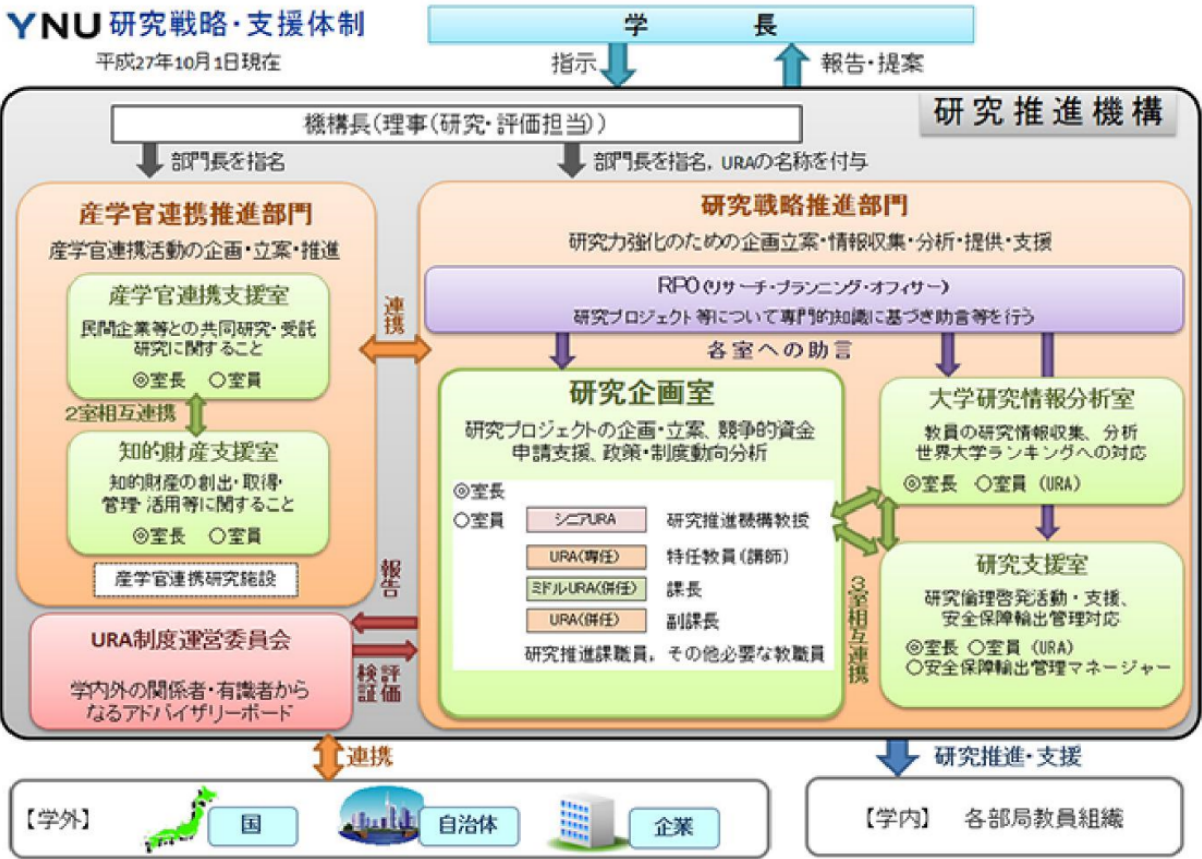 YNU 研究戦略・支援体制
平成27年10月1日現在
学 長
指示
報告・提案
研究推進機構
機構長(理事(研究・評価担当))
部門長を指名
部門長を指名，URAの名称を付与
産学官連携推進部門
産学官連携活動の企画・立案・推進
産学官連携支援室
民間企業等との共同研究・受託
研究に関すること
◎室長 ○室員
2室相互連携
知的財産支援室
知的財産の創出・取得・
管理・活用等に関すること
◎室長 ○室員
産学官連携研究施設
連携
研究戦略推進部門
研究力強化のための企画立案・情報収集・分析・提供・支援
RPO(リサーチ・プランニング・オフィサー)
研究プロジェクト等について専門的知識に基づき助言等を行う
各室への助言
研究企画室
研究プロジェクトの企画・立案、競争的資金
申請支援、政策・制度動向分析
◎室長
○室員 シニアURA 研究推進機構教授
URA(専任) 特任教員(講師)
ミドルURA(併任) 課長
URA(併任) 副課長
研究推進課職員，その他必要な教職員
大学研究情報分析室
教員の研究情報収集、分析
世界大学ランキングへの対応
◎室長 ○室員(URA)
3室相互連携
研究支援室
研究倫理啓発活動・支援、
安全保障輸出管理対応
◎室長 ○室員(URA)
○安全保障輸出管理マネージャー
報告
評価
検証
URA制度運営委員会
学内外の関係者・有識者から
なるアドバイザリーボード
連携
研究推進・支援
【学外】 国 自治体 企業
【学内】 各部局教員組織